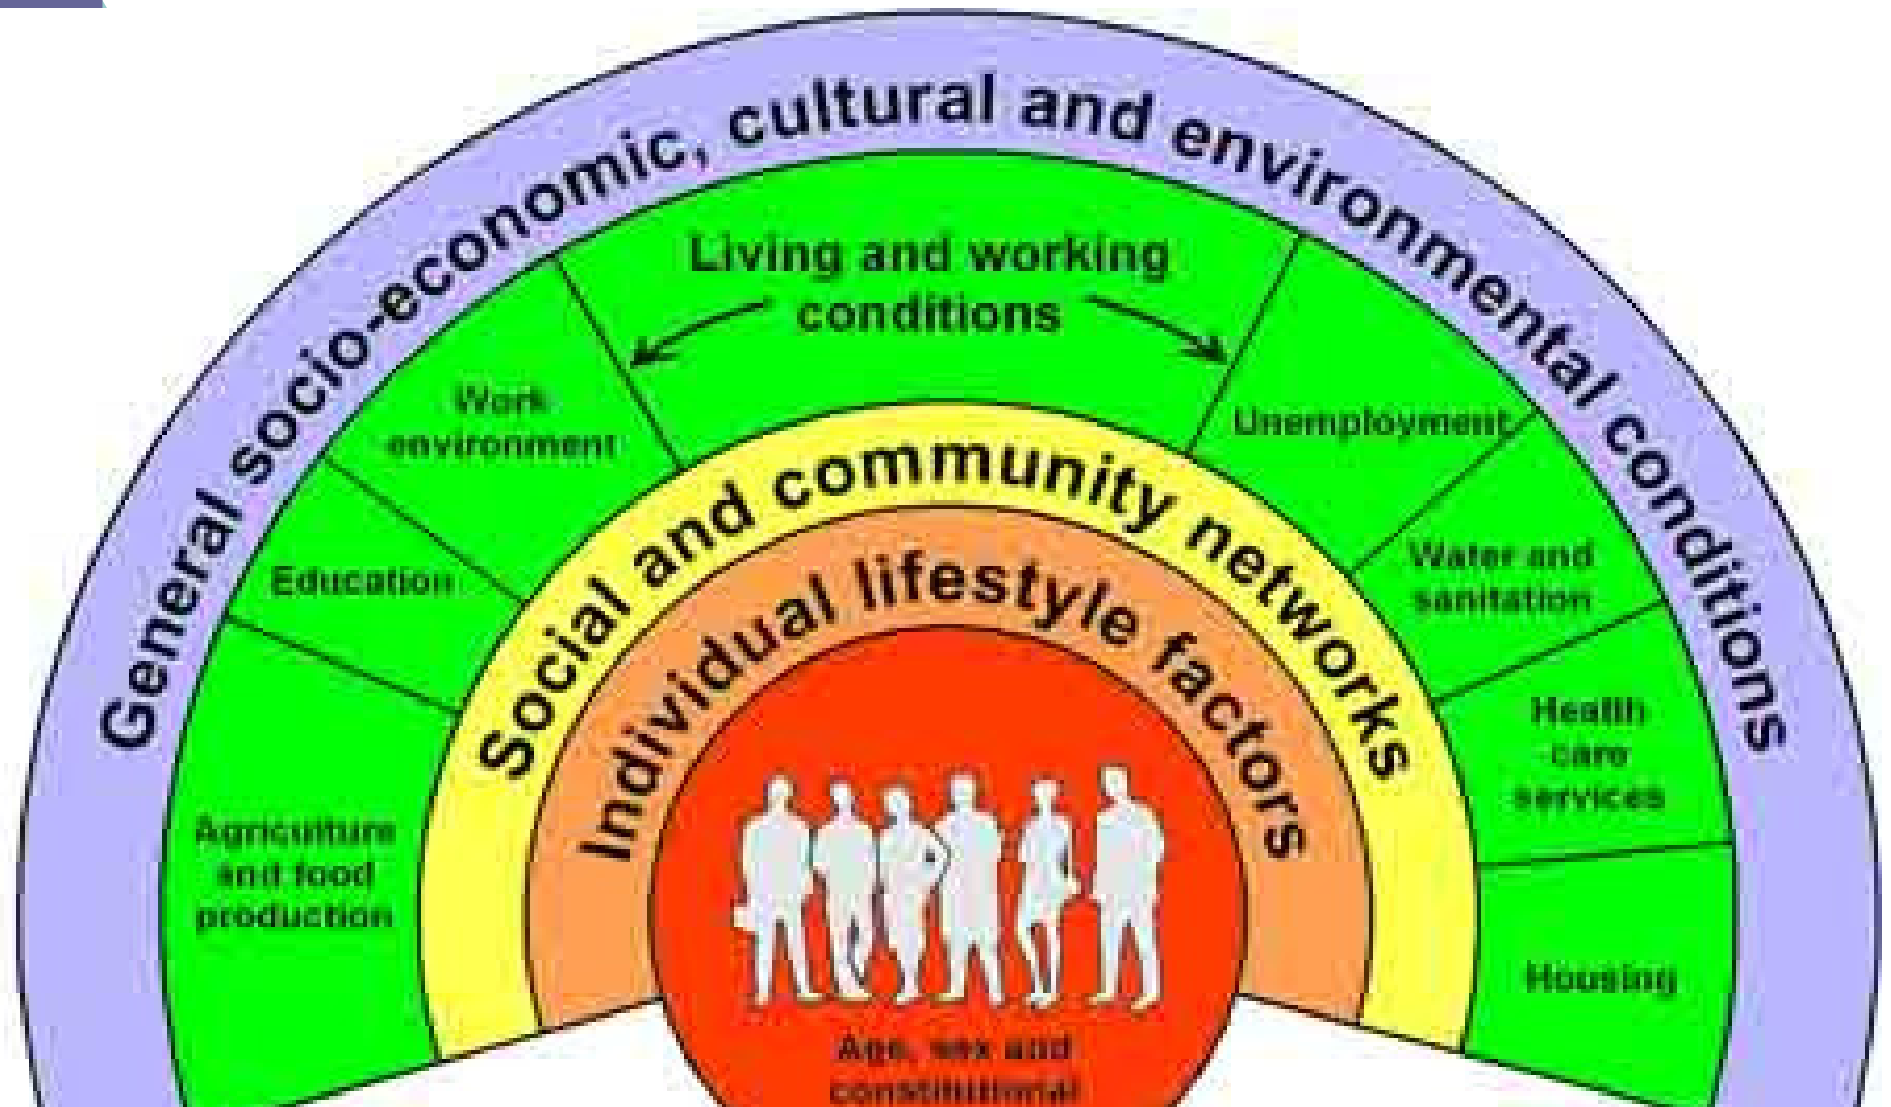 General socio-economic, cultural and environmental conditions
Living and working
conditions
Work
environment
Unemployment
Education
Water and
sanitation
Agriculture
and food
production
Health
care
services
Housing
Social and community networks
Individual lifestyle factors
Age, sex and
constitutional